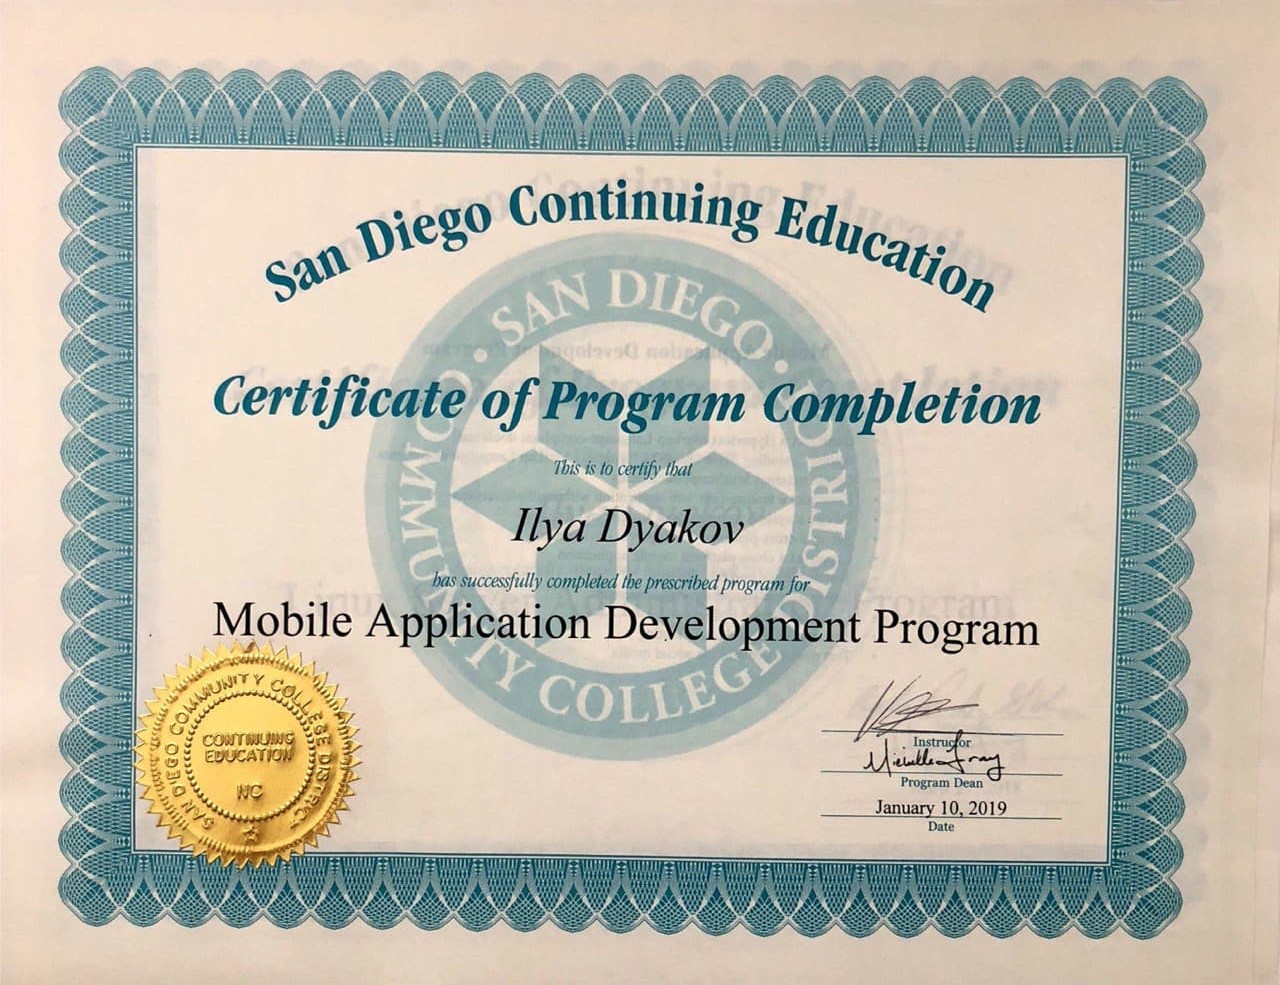 San Diego Continuing Education
SAN DIEGO
COMMUNITY COLLEGE DISTRICT
Certificate of Program Completion
This is to certify that
Ilya Dyakov
has successfully completed the prescribed program for
Mobile Application Development Program
SAN DIEGO COMMUNITY COLLEGE DISTRICT
CONTINUING
EDUCATION
NC
Instructor
Michelle Gray
Program Dean
January 10, 2019
Date